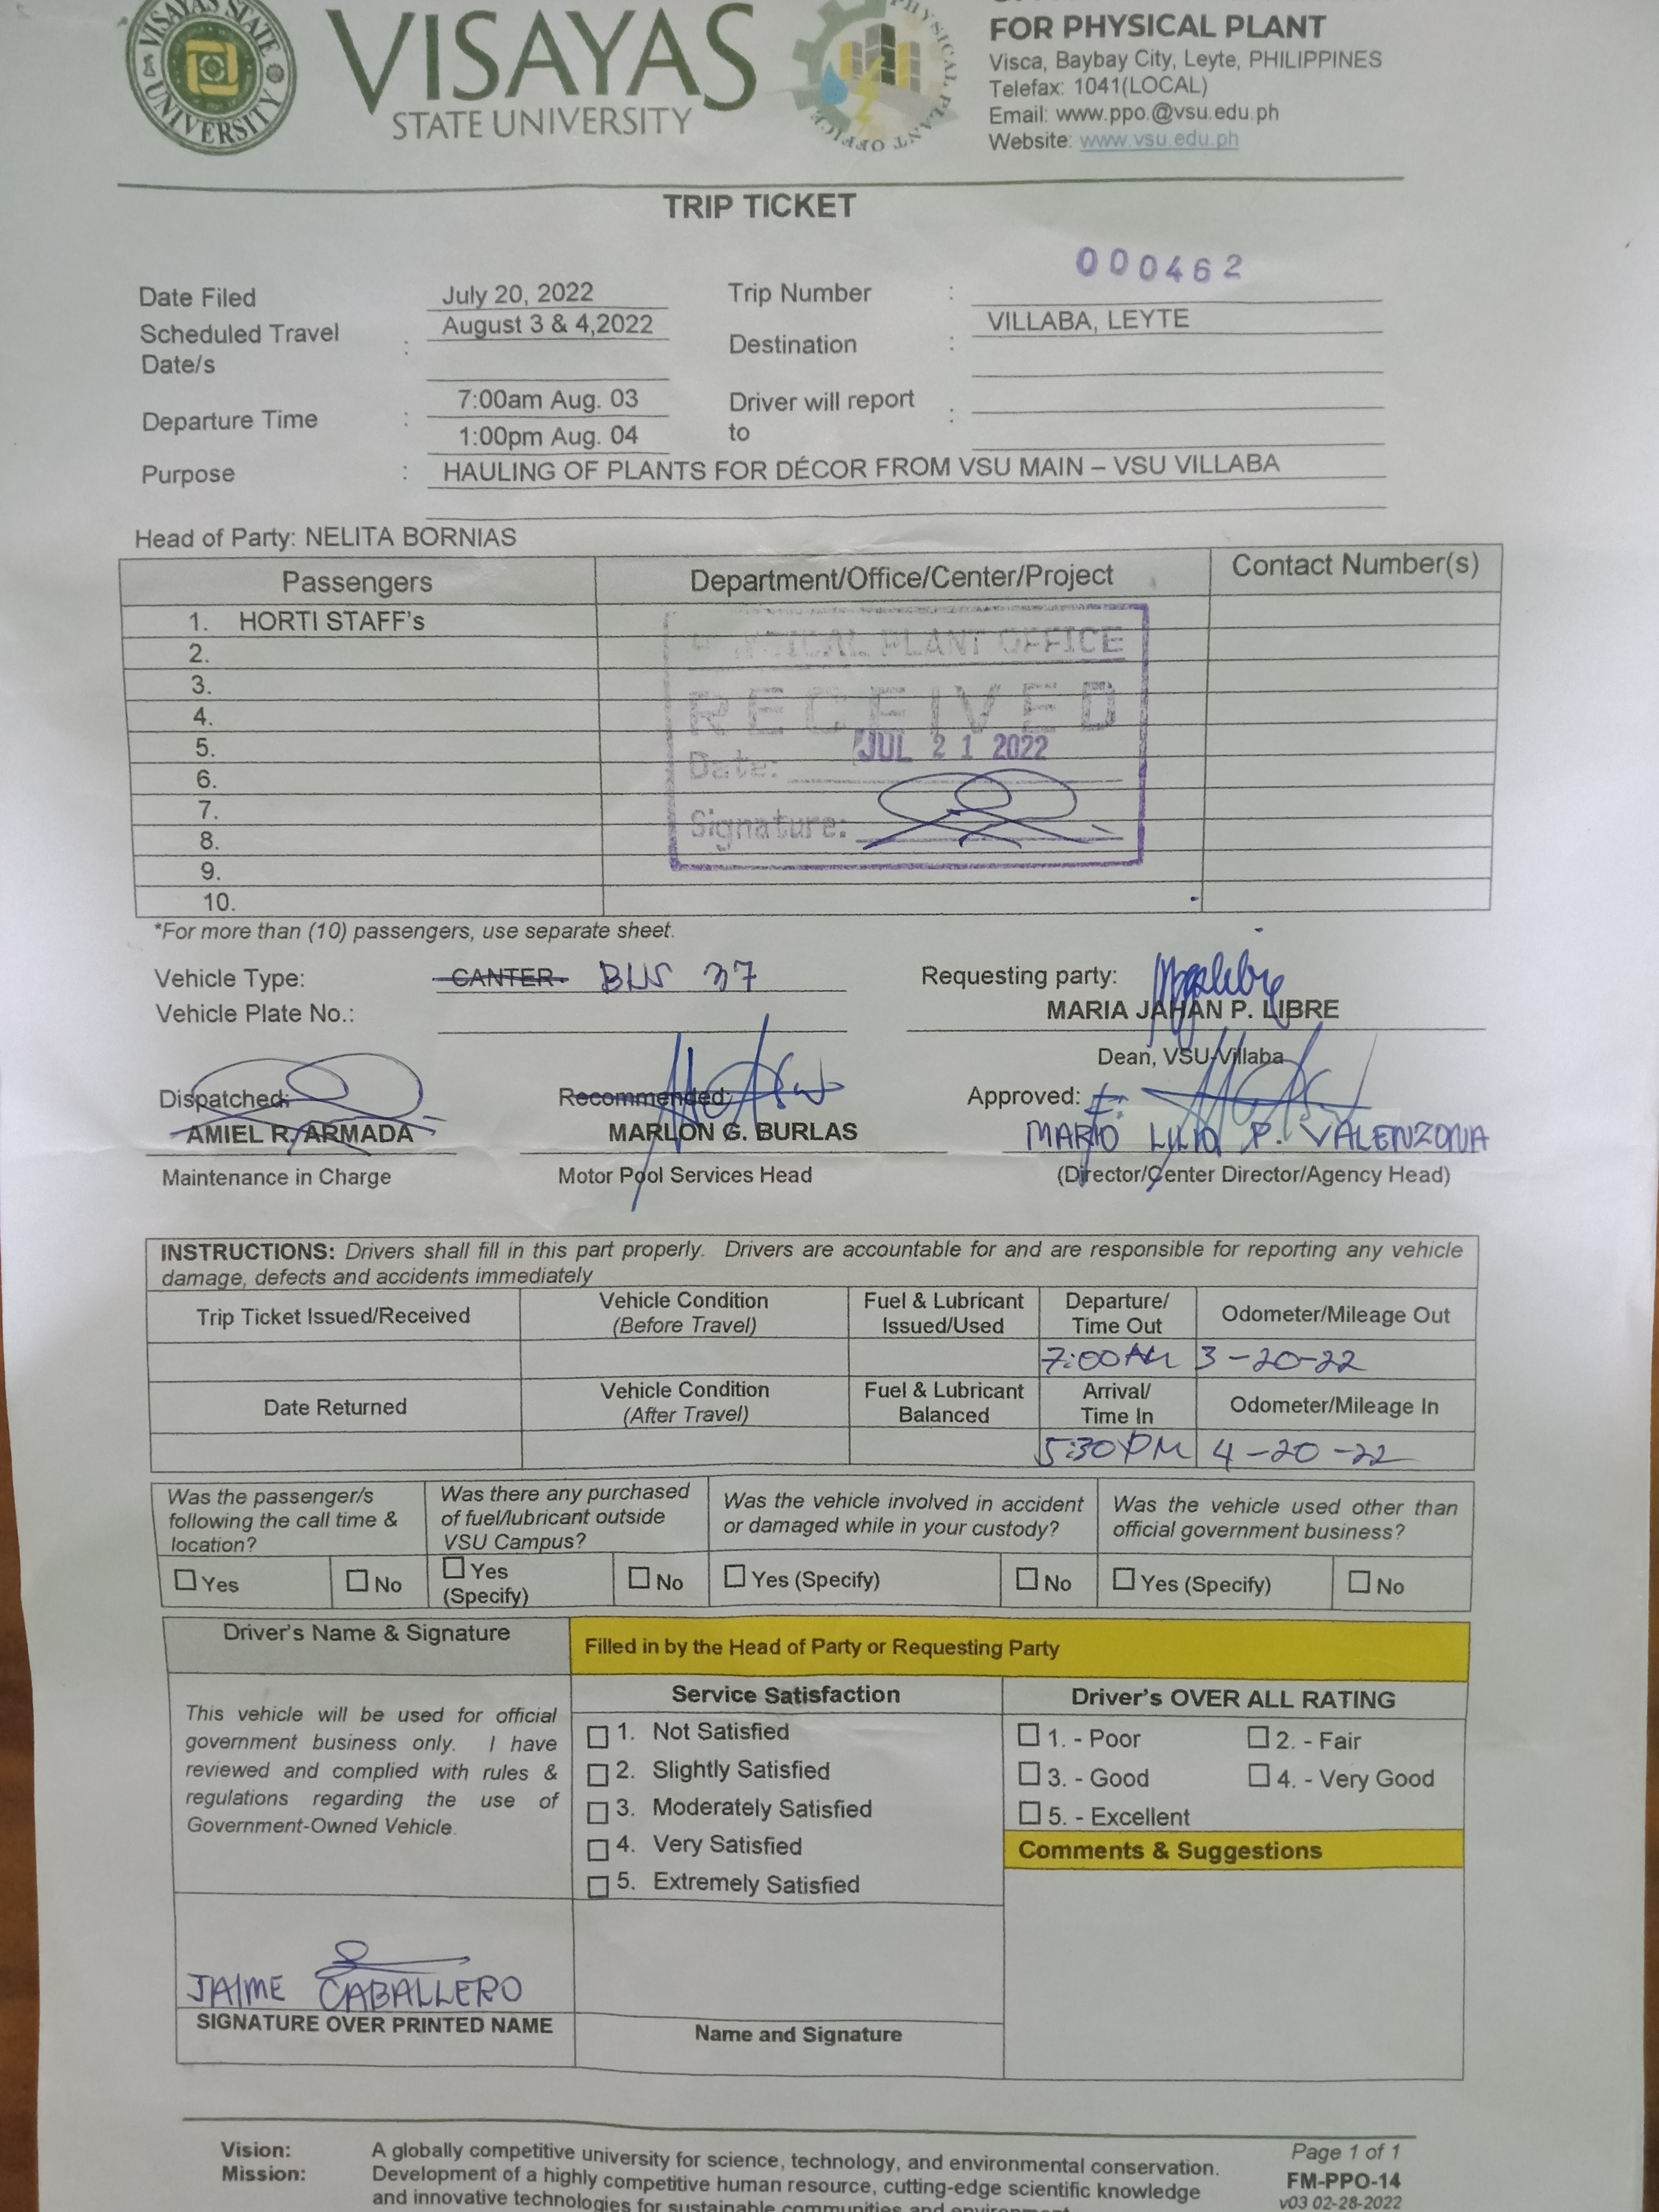 VISAYAS STATE UNIVERSITY
VISAYAS
STATE UNIVERSITY
PHYSICAL PLANT OFFICE
FOR PHYSICAL PLANT
Visca, Baybay City, Leyte, PHILIPPINES
Telefax: 1041(LOCAL)
Email: www.ppo.@vsu.edu.ph
Website: www.vsu.edu.ph
TRIP TICKET
000462
Date Filed July 20, 2022 Trip Number :
Scheduled Travel Date/s : August 3 & 4,2022 Destination : VILLABA, LEYTE
Departure Time : 7:00am Aug. 03 Driver will report to :
1:00pm Aug. 04
Purpose : HAULING OF PLANTS FOR DÉCOR FROM VSU MAIN – VSU VILLABA
Head of Party: NELITA BORNIAS
Passengers Department/Office/Center/Project Contact Number(s)
1. HORTI STAFF's
2.
3.
4.
5.
6.
7.
8.
9.
10.
PLANT OFFICE
RECEIVED
Date: JUL 21 2022
Signature:
*For more than (10) passengers, use separate sheet.
Vehicle Type: CANTER BUS 37 Requesting party:
Vehicle Plate No.: MARIA JAHAN P. LIBRE
Dean, VSU-Villaba
Dispatched: Recommended: Approved:
AMIEL R. ARMADA MARLON G. BURLAS MARIO LILIO P. VALENZONA
Maintenance in Charge Motor Pool Services Head (Director/Center Director/Agency Head)
INSTRUCTIONS: Drivers shall fill in this part properly. Drivers are accountable for and are responsible for reporting any vehicle
damage, defects and accidents immediately
Trip Ticket Issued/Received Vehicle Condition (Before Travel) Fuel & Lubricant Issued/Used Departure/ Time Out Odometer/Mileage Out
7:00AM 3-20-22
Date Returned Vehicle Condition (After Travel) Fuel & Lubricant Balanced Arrival/ Time In Odometer/Mileage In
5:30PM 4-20-22
Was the passenger/s following the call time & location? Was there any purchased of fuel/lubricant outside VSU Campus? Was the vehicle involved in accident or damaged while in your custody? Was the vehicle used other than official government business?
Yes No Yes (Specify) No Yes (Specify) No Yes (Specify) No
Driver's Name & Signature Filled in by the Head of Party or Requesting Party
Service Satisfaction Driver's OVER ALL RATING
This vehicle will be used for official
government business only. I have
reviewed and complied with rules &
regulations regarding the use of
Government-Owned Vehicle.
1. Not Satisfied
2. Slightly Satisfied
3. Moderately Satisfied
4. Very Satisfied
5. Extremely Satisfied
1. - Poor 2. - Fair
3. - Good 4. - Very Good
5. - Excellent
Comments & Suggestions
JAIME CABALLERO
SIGNATURE OVER PRINTED NAME Name and Signature
Vision: A globally competitive university for science, technology, and environmental conservation.
Mission: Development of a highly competitive human resource, cutting-edge scientific knowledge
and innovative technologies for sustainable communities and
Page 1 of 1
FM-PPO-14
v03 02-28-2022